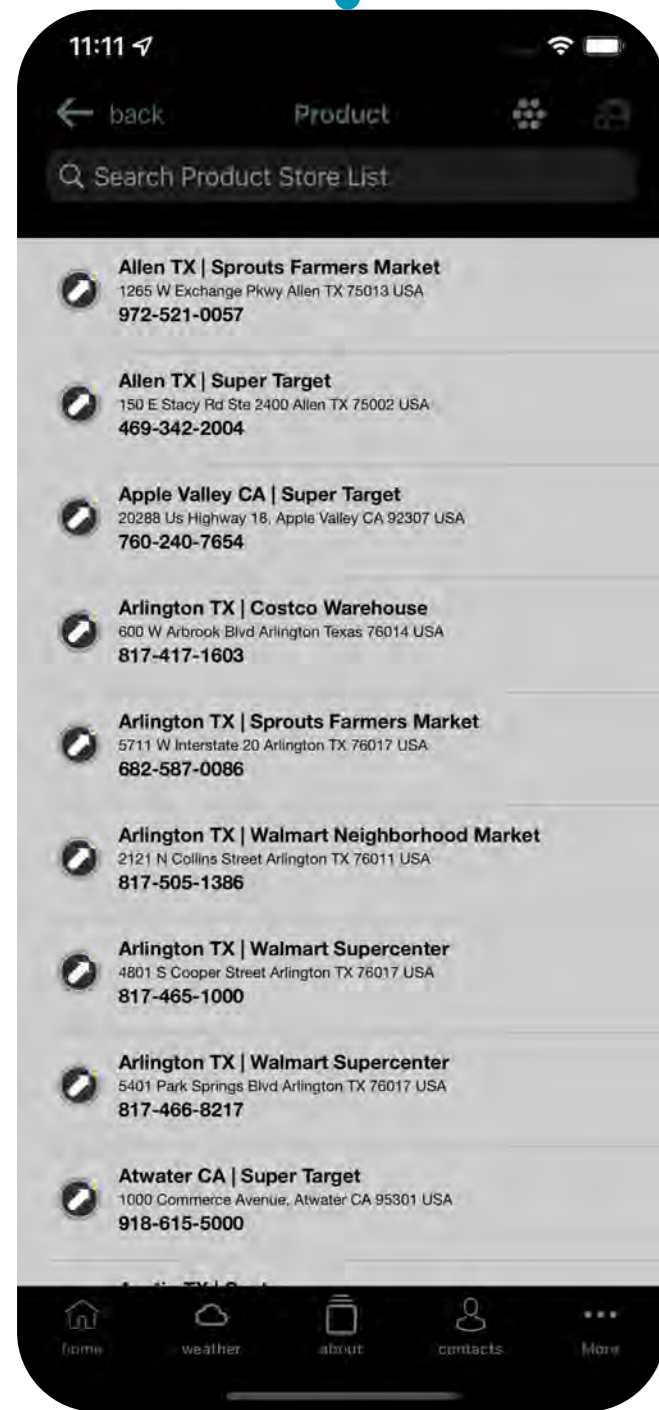 11:11
back
Product
Search Product Store List
Allen TX | Sprouts Farmers Market
1265 W Exchange Pkwy Allen TX 75013 USA
972-521-0057
Allen TX | Super Target
150 E Stacy Rd Ste 2400 Allen TX 75002 USA
469-342-2004
Apple Valley CA | Super Target
20288 Us Highway 18, Apple Valley CA 92307 USA
760-240-7654
Arlington TX | Costco Warehouse
600 W Arbrook Blvd Arlington Texas 76014 USA
817-417-1603
Arlington TX | Sprouts Farmers Market
5711 W Interstate 20 Arlington TX 76017 USA
682-587-0086
Arlington TX | Walmart Neighborhood Market
2121 N Collins Street Arlington TX 76011 USA
817-505-1386
Arlington TX | Walmart Supercenter
4801 S Cooper Street Arlington TX 76017 USA
817-465-1000
Arlington TX | Walmart Supercenter
5401 Park Springs Blvd Arlington TX 76017 USA
817-466-8217
Atwater CA | Super Target
1000 Commerce Avenue, Atwater CA 95301 USA
918-615-5000
home weather about contacts More